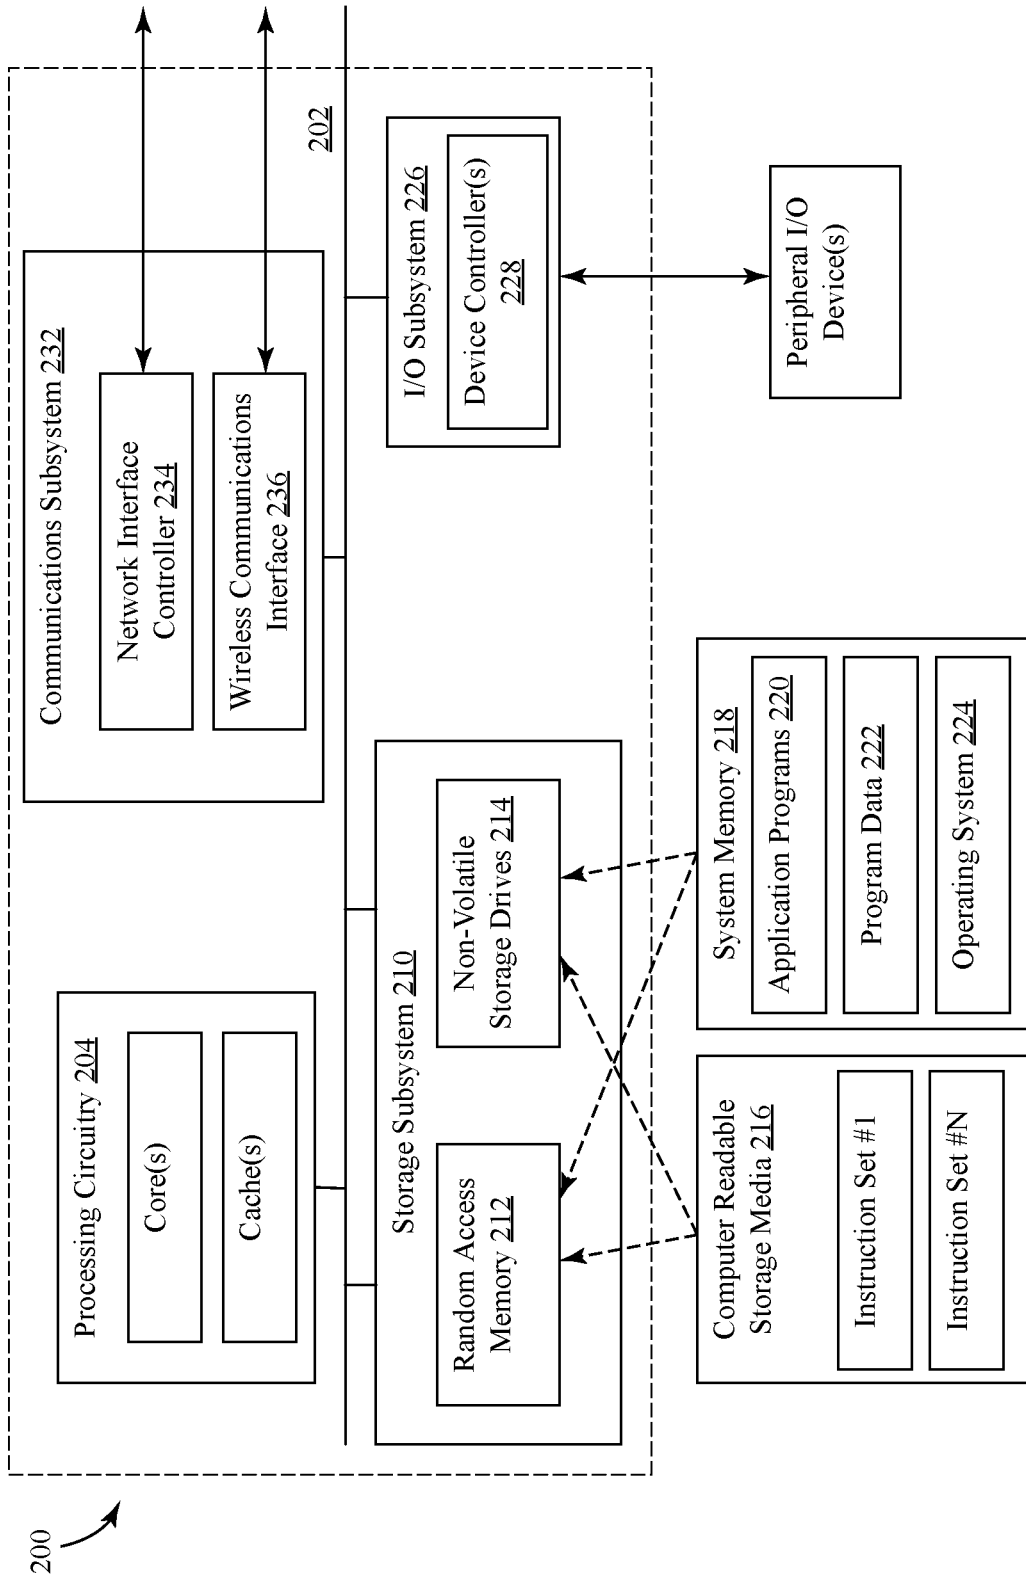 200
Processing Circuitry 204
Core(s)
Cache(s)
Communications Subsystem 232
Network Interface
Controller 234
Wireless Communications
Interface 236
202
Storage Subsystem 210
Random Access
Memory 212
Non-Volatile
Storage Drives 214
I/O Subsystem 226
Device Controller(s)
228
Computer Readable
Storage Media 216
Instruction Set #1
Instruction Set #N
System Memory 218
Application Programs 220
Program Data 222
Operating System 224
Peripheral I/O
Device(s)